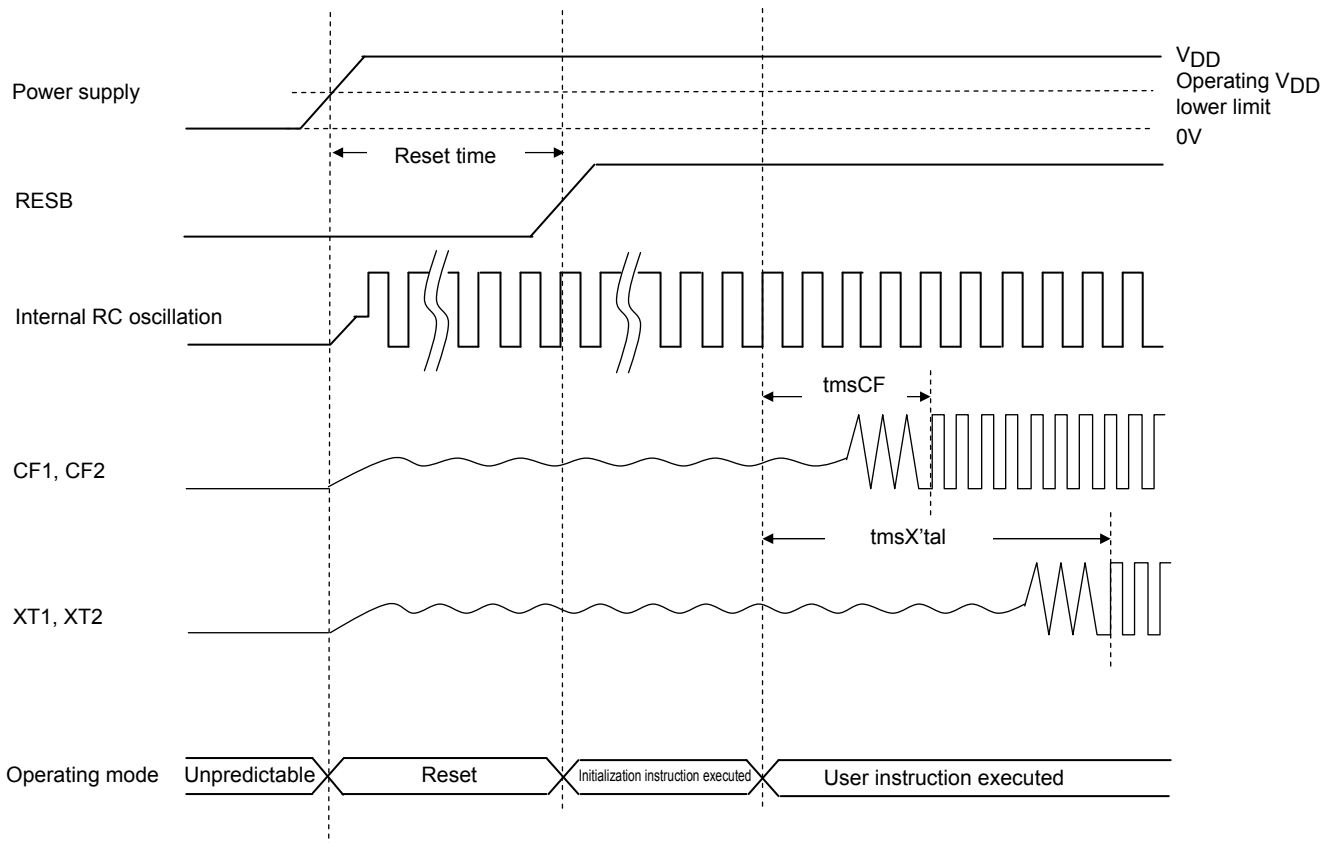 VDD
Power supply
Operating VDD
lower limit
0V
Reset time
RESB
Internal RC oscillation
tmsCF
CF1, CF2
tmsX'tal
XT1, XT2
Operating mode
Unpredictable
Reset
Initialization instruction executed
User instruction executed